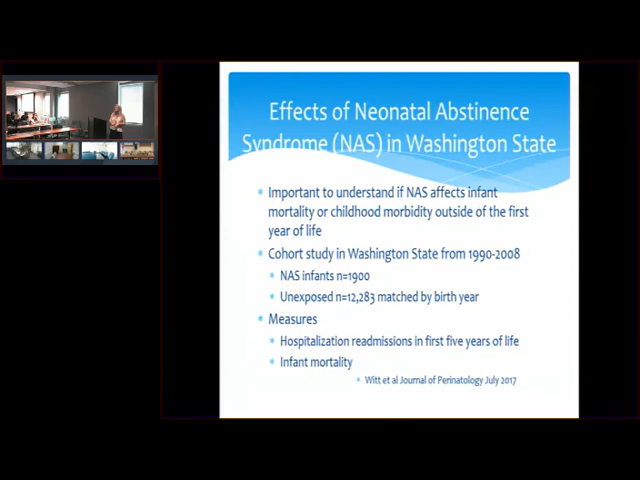 Effects of Neonatal Abstinence
Syndrome (NAS) in Washington State
Important to understand if NAS affects infant
mortality or childhood morbidity outside of the first
year of life
Cohort study in Washington State from 1990-2008
NAS infants n=1900
Unexposed n=12,283 matched by birth year
Measures
Hospitalization readmissions in first five years of life
Infant mortality
Witt et al Journal of Perinatology July 2017